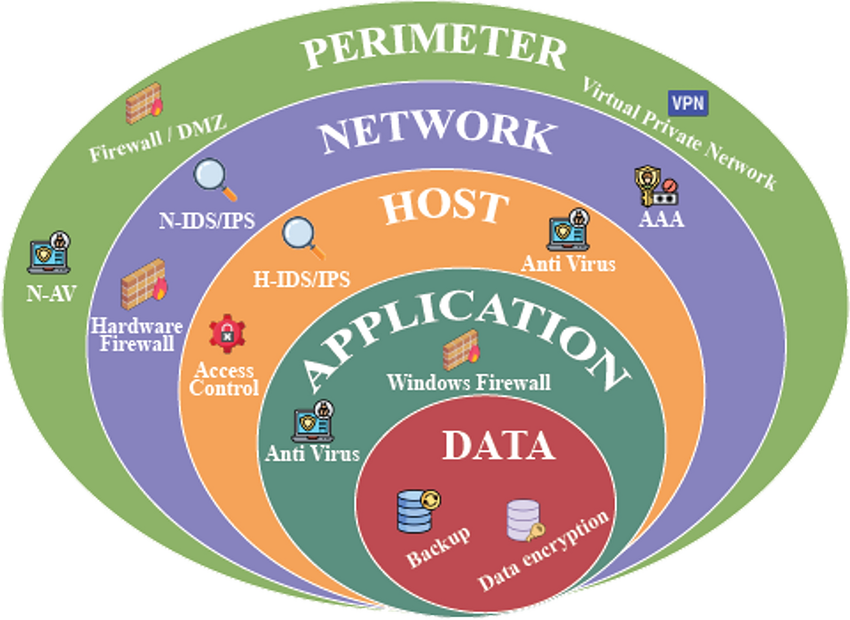 PERIMETER
Firewall / DMZ
VPN
Virtual Private Network
N-AV
NETWORK
N-IDS/IPS
AAA
Hardware
Firewall
HOST
H-IDS/IPS
Anti Virus
Access
Control
APPLICATION
Windows Firewall
Anti Virus
DATA
Backup
Data encryption